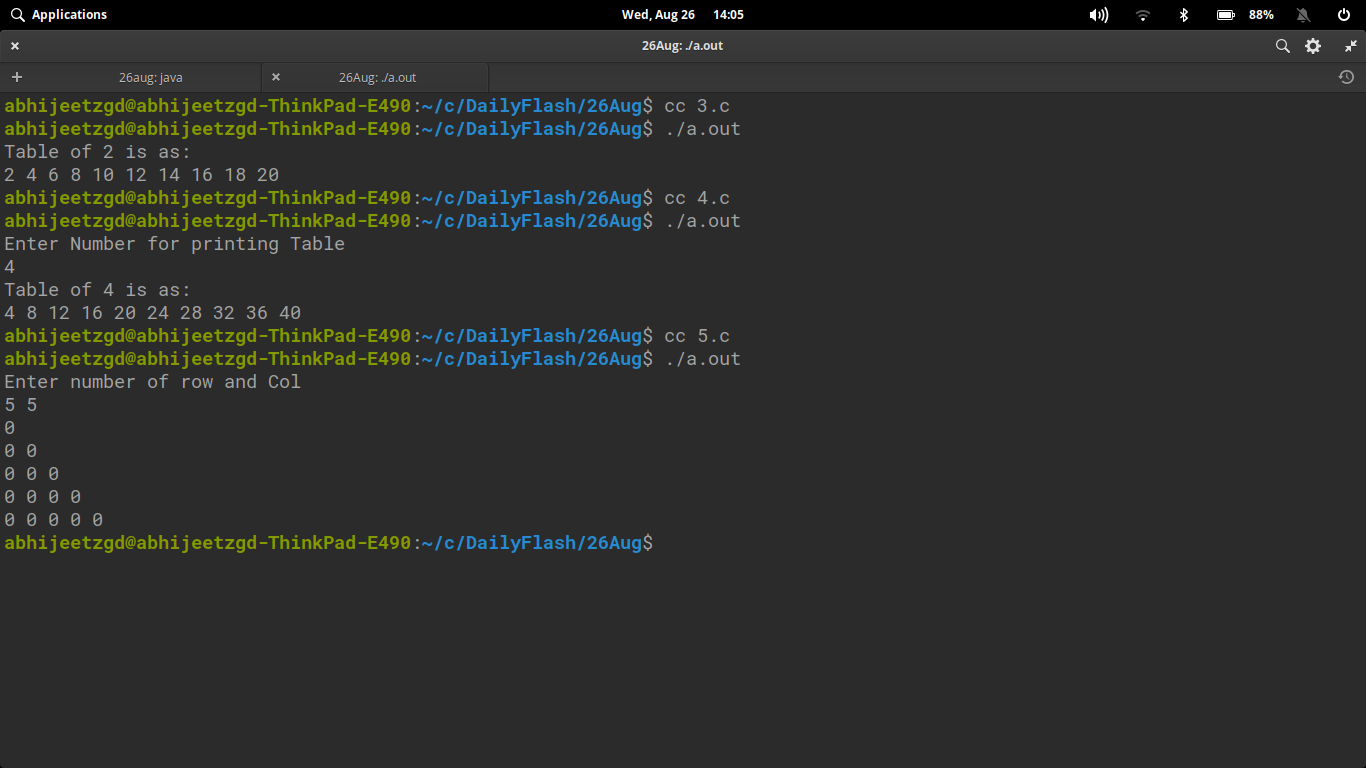 Applications Wed, Aug 26 14:05 88%
26Aug: ./a.out
26aug: java 26Aug: ./a.out
abhijeetzgd@abhijeetzgd-ThinkPad-E490:~/c/DailyFlash/26Aug$ cc 3.c
abhijeetzgd@abhijeetzgd-ThinkPad-E490:~/c/DailyFlash/26Aug$ ./a.out
Table of 2 is as:
2 4 6 8 10 12 14 16 18 20
abhijeetzgd@abhijeetzgd-ThinkPad-E490:~/c/DailyFlash/26Aug$ cc 4.c
abhijeetzgd@abhijeetzgd-ThinkPad-E490:~/c/DailyFlash/26Aug$ ./a.out
Enter Number for printing Table
4
Table of 4 is as:
4 8 12 16 20 24 28 32 36 40
abhijeetzgd@abhijeetzgd-ThinkPad-E490:~/c/DailyFlash/26Aug$ cc 5.c
abhijeetzgd@abhijeetzgd-ThinkPad-E490:~/c/DailyFlash/26Aug$ ./a.out
Enter number of row and Col
5 5
0
0 0
0 0 0
0 0 0 0
0 0 0 0 0
abhijeetzgd@abhijeetzgd-ThinkPad-E490:~/c/DailyFlash/26Aug$